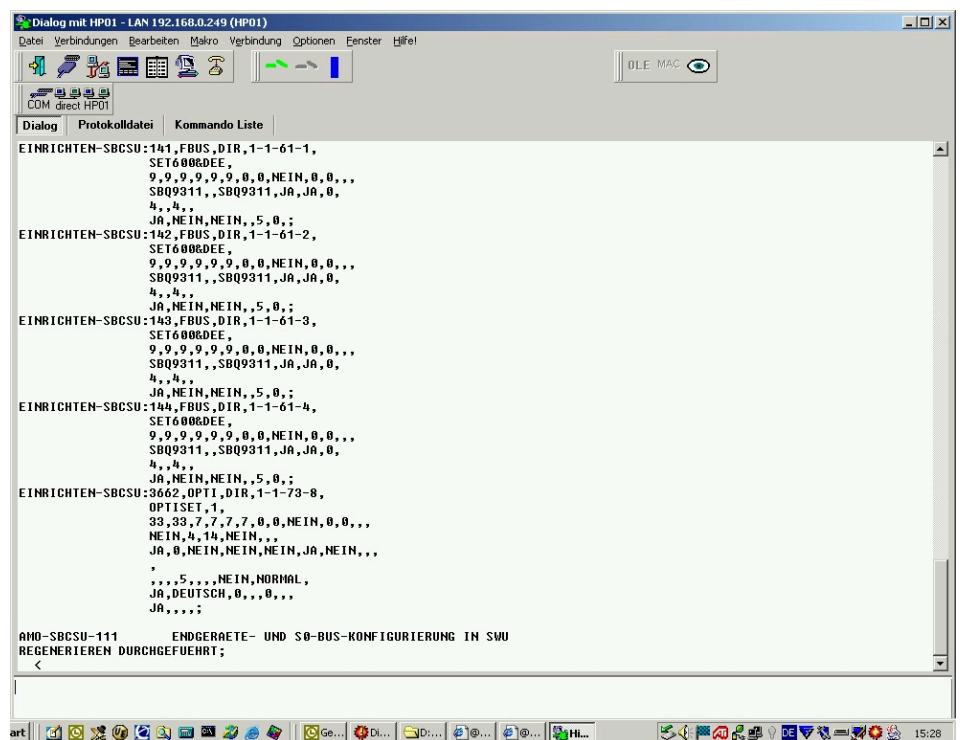 Dialog mit HP01 - LAN 192.168.0.249 (HP01)
Datei Verbindungen Bearbeiten Makro Verbindung Optionen Fenster Hilfe!
OLE MAC
COM direct HP01
Dialog Protokolldatei Kommando Liste
EINRICHTEN-SBCSU:141,FBUS,DIR,1-1-61-1,
SET600&DEE,
9,9,9,9,9,9,0,0,NEIN,0,0,,,
SBQ9311,,SBQ9311,JA,JA,0,
4,,4,,
JA,NEIN,NEIN,,5,0,;
EINRICHTEN-SBCSU:142,FBUS,DIR,1-1-61-2,
SET600&DEE,
9,9,9,9,9,9,0,0,NEIN,0,0,,,
SBQ9311,,SBQ9311,JA,JA,0,
4,,4,,
JA,NEIN,NEIN,,5,0,;
EINRICHTEN-SBCSU:143,FBUS,DIR,1-1-61-3,
SET600&DEE,
9,9,9,9,9,9,0,0,NEIN,0,0,,,
SBQ9311,,SBQ9311,JA,JA,0,
4,,4,,
JA,NEIN,NEIN,,5,0,;
EINRICHTEN-SBCSU:144,FBUS,DIR,1-1-61-4,
SET600&DEE,
9,9,9,9,9,9,0,0,NEIN,0,0,,,
SBQ9311,,SBQ9311,JA,JA,0,
4,,4,,
JA,NEIN,NEIN,,5,0,;
EINRICHTEN-SBCSU:3662,OPTI,DIR,1-1-73-8,
OPTISET,1,
33,33,7,7,7,7,0,0,NEIN,0,0,,,
NEIN,4,14,NEIN,,,
JA,0,NEIN,NEIN,NEIN,JA,NEIN,,,
,
,,,,5,,,,NEIN,NORMAL,
JA,DEUTSCH,0,,,0,,,
JA,,,,;
AMO-SBCSU-111 ENDGERAETE- UND S0-BUS-KONFIGURIERUNG IN SWU
REGENERIEREN DURCHGEFUEHRT;
<
art Ge... Di... D:... @... @... Hi... DE 15:28